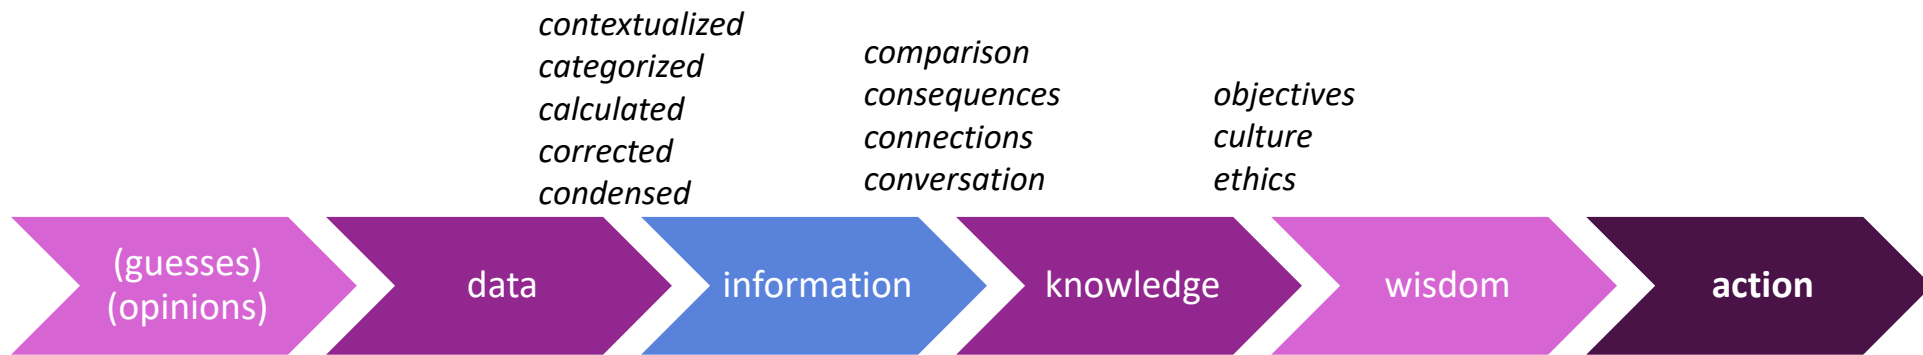 contextualized
categorized
calculated
corrected
condensed
comparison
consequences
connections
conversation
objectives
culture
ethics
(guesses)
(opinions)
data
information
knowledge
wisdom
action